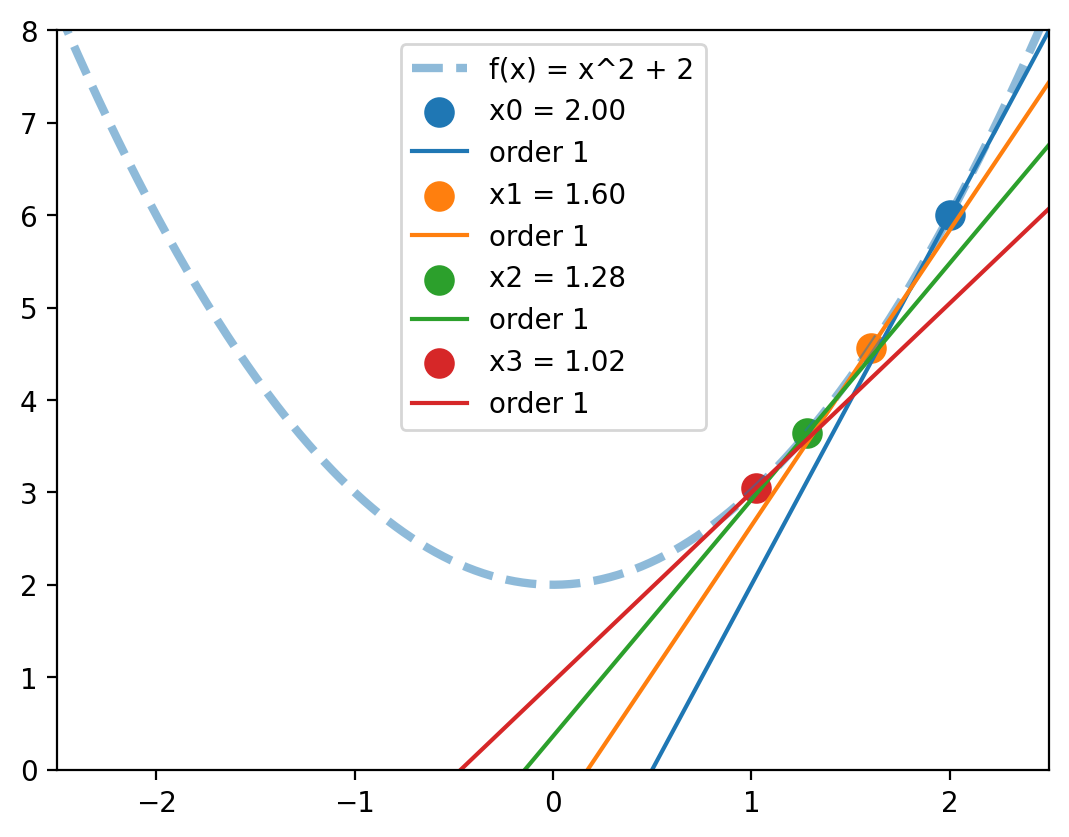 8
7
6
5
4
3
2
1
0
f(x) = x^2 + 2
x0 = 2.00
order 1
x1 = 1.60
order 1
x2 = 1.28
order 1
x3 = 1.02
order 1
−2 −1 0 1 2